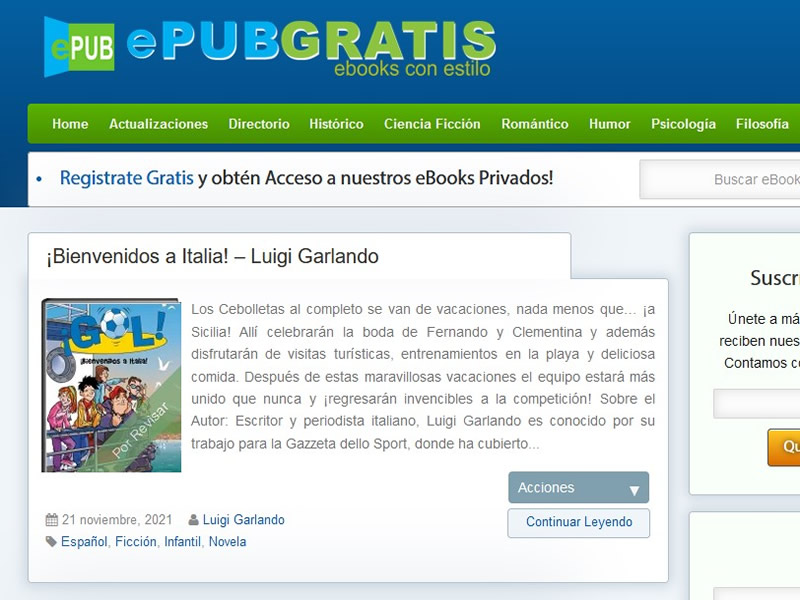 ePUB ePUBGRATIS
ebooks con estilo
Home Actualizaciones Directorio Histórico Ciencia Ficción Romántico Humor Psicología Filosofía
• Registrate Gratis y obtén Acceso a nuestros eBooks Privados!
Buscar eBook
¡Bienvenidos a Italia! – Luigi Garlando
Suscri
¡GOL!
¡Bienvenidos a Italia!
Por Revisar
Los Cebolletas al completo se van de vacaciones, nada menos que... ¡a
Sicilia! Allí celebrarán la boda de Fernando y Clementina y además
disfrutarán de visitas turísticas, entrenamientos en la playa y deliciosa
comida. Después de estas maravillosas vacaciones el equipo estará más
unido que nunca y ¡regresarán invencibles a la competición! Sobre el
Autor: Escritor y periodista italiano, Luigi Garlando es conocido por su
trabajo para la Gazzeta dello Sport, donde ha cubierto...
Únete a má
reciben nues
Contamos co
Qu
Acciones
Continuar Leyendo
21 noviembre, 2021 Luigi Garlando
Español, Ficción, Infantil, Novela